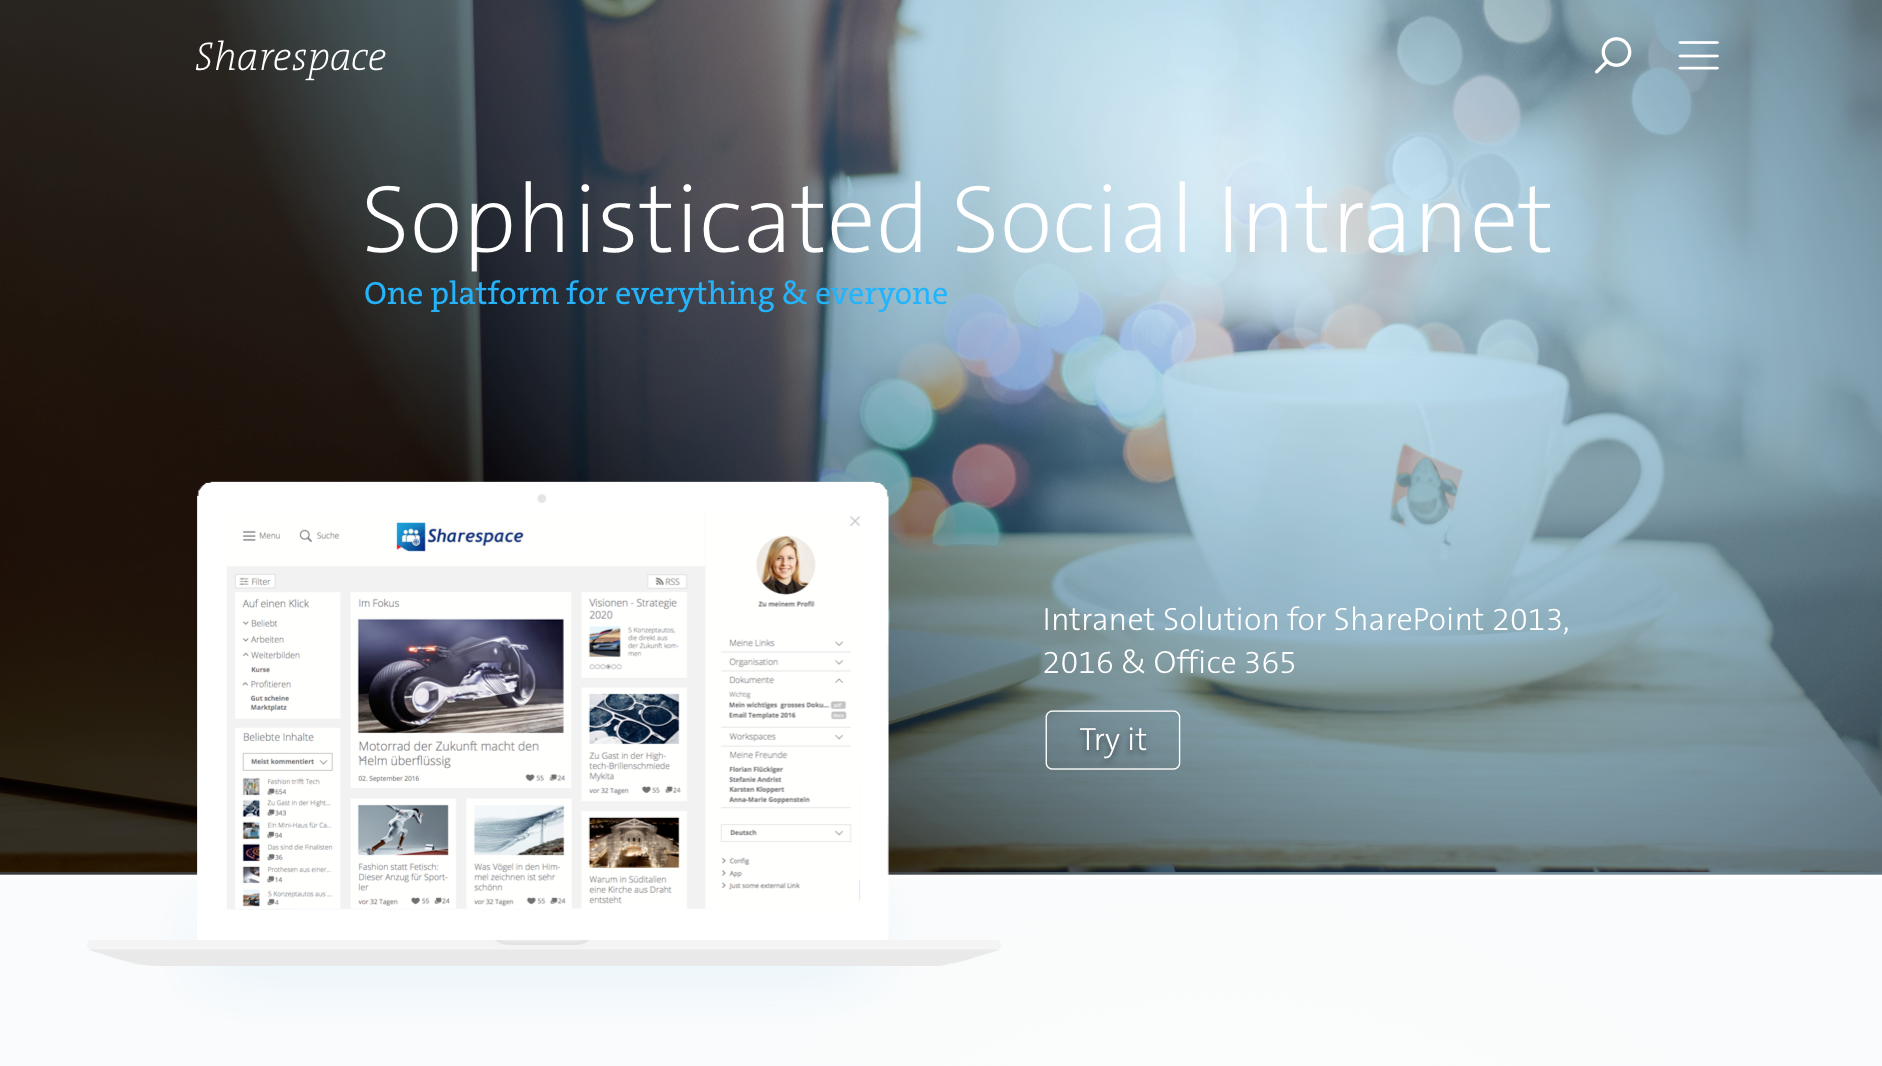 Sharespace
Sophisticated Social Intranet
One platform for everything & everyone
Intranet Solution for SharePoint 2013,
2016 & Office 365
Try it
Menu
Suche
Sharespace
Filter
RSS
Auf einen Klick
Beliebt
Arbeiten
Weiterbilden
Kurse
Profitieren
Gut scheine
Marktplatz
Beliebte Inhalte
Meist kommentiert
Fashion trifft Tech
654
Zu Gast in der Hight...
343
Ein Mini-Haus für Ca...
94
Das sind die Finalisten
36
Prothesen aus einer...
14
5 Konzeptautos aus ...
4
Im Fokus
Motorrad der Zukunft macht den
Helm überflüssig
02. September 2016
55 24
Fashion statt Fetisch:
Dieser Anzug für Sport-
ler
vor 32 Tagen 55 24
Was Vögel in den Him-
mel zeichnen ist sehr
schönn
vor 32 Tagen 55 24
Visionen - Strategie
2020
5 Konzeptautos,
die direkt aus
der Zukunft kom-
men
Zu Gast in der High-
tech-Brillenschmiede
Mykita
vor 32 Tagen 55 24
Warum in Süditalien
eine Kirche aus Draht
entsteht
Zu meinem Profil
Meine Links
Organisation
Dokumente
Wichtig
Mein wichtiges grosses Doku...
Email Template 2016
Workspaces
Meine Freunde
Florian Flückiger
Stefanie Andrist
Karsten Kloppert
Anna-Marie Goppenstein
Deutsch
Config
App
Just some external Link